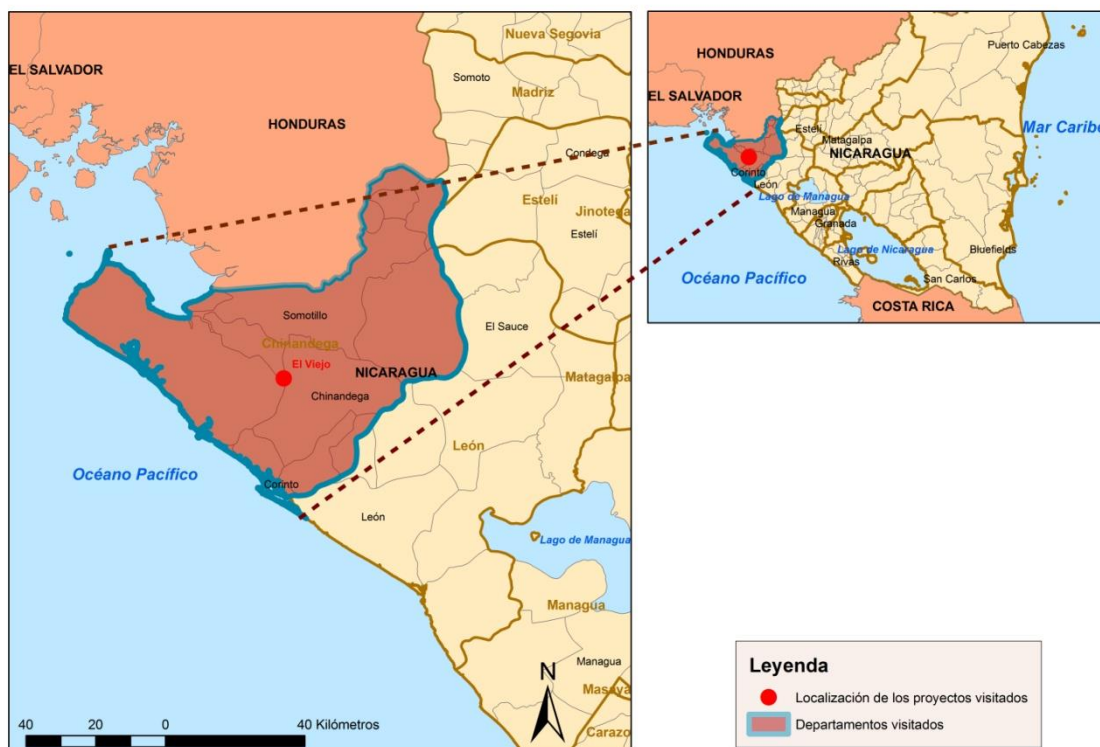 Nueva Segovia
EL SALVADOR
Somoto
Madriz
HONDURAS
Condega
Estelí
Jinotega
Estelí
Somotillo
El Sauce
Chinandega
El Viejo
NICARAGUA
Matagalpa
Chinandega
León
Océano Pacífico
Corinto
León
Lago de Managua
Managua
N
Managua
Masaya
Carazo
40 20 0 40 Kilómetros
HONDURAS
Puerto Cabezas
EL SALVADOR
Mar Caribe
Estelí
Matagalpa
NICARAGUA
Corinto
León
Lago de Managua
Managua
Granada
Lago de Nicaragua
Bluefields
Rivas
Océano Pacífico
San Carlos
COSTA RICA
Leyenda
Localización de los proyectos visitados
Departamentos visitados